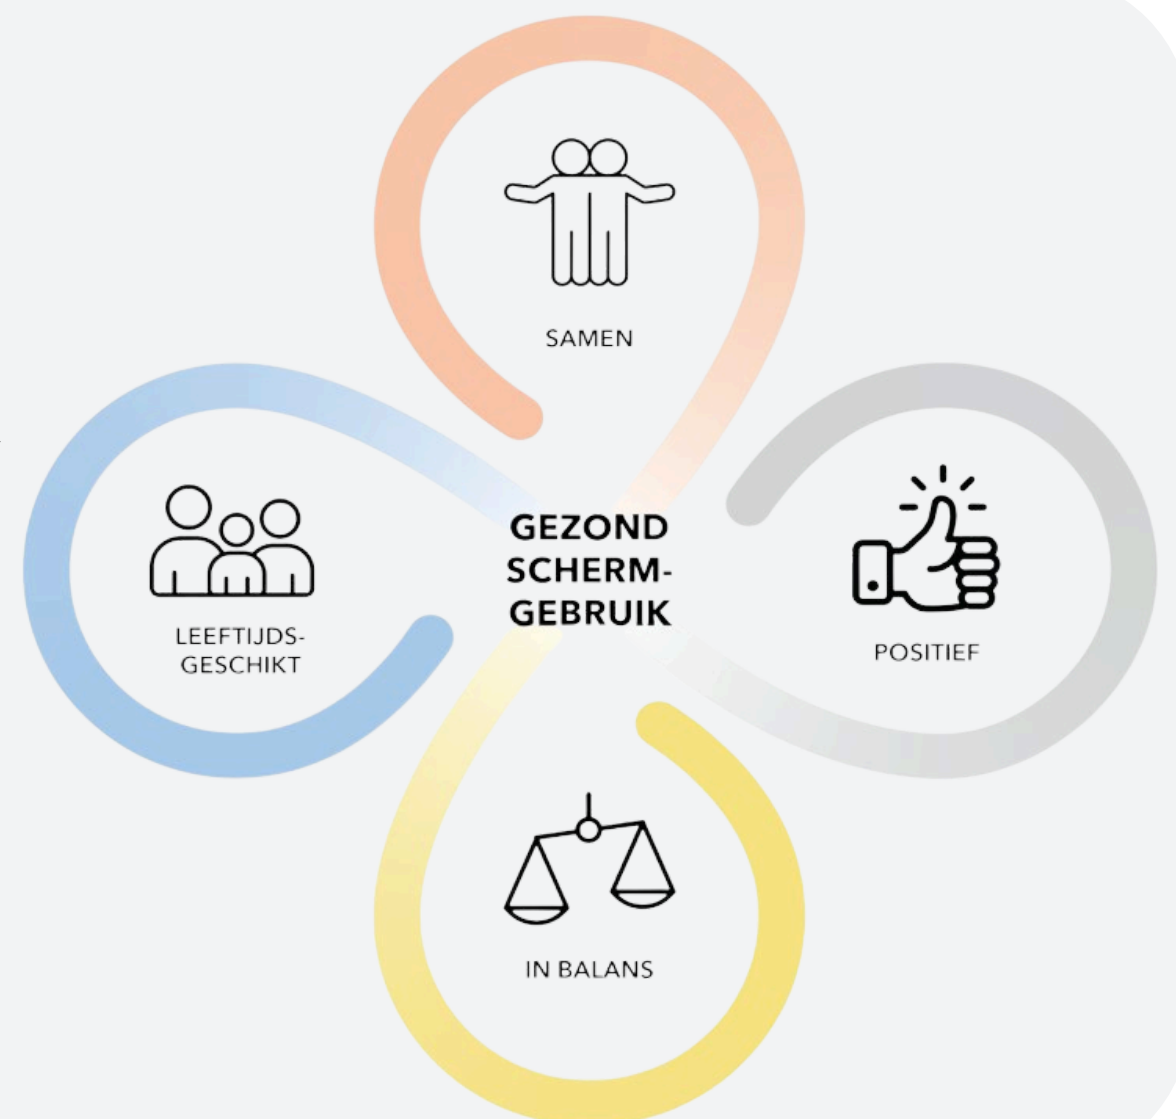 SAMEN
LEEFTIJDS-
GESCHIKT
GEZOND
SCHERM-
GEBRUIK
POSITIEF
IN BALANS